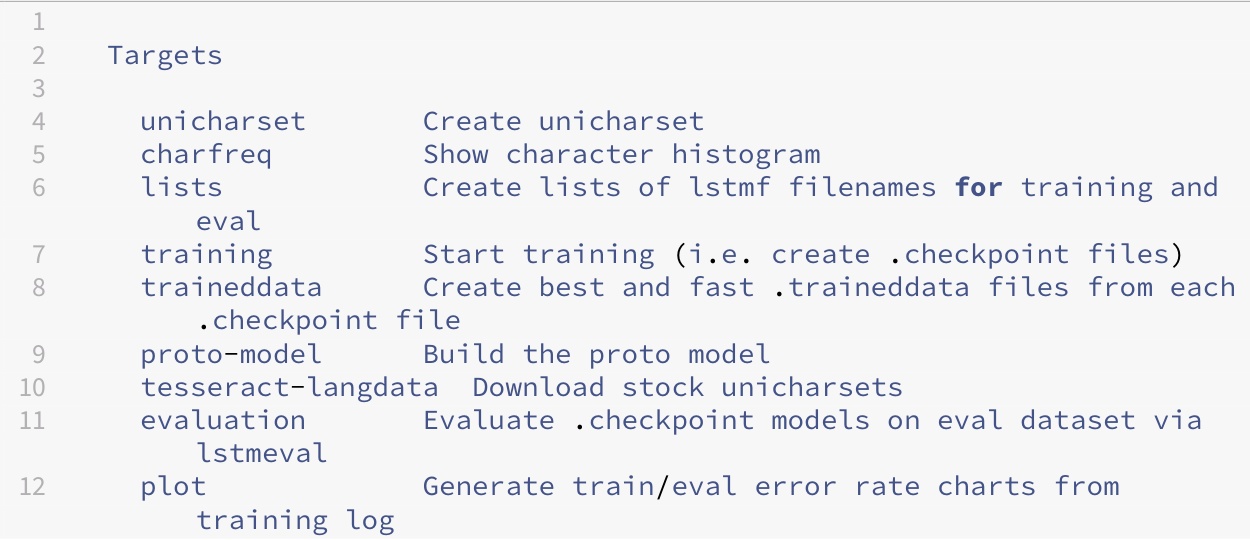 1
2 Targets
3
4 unicharset Create unicharset
5 charfreq Show character histogram
6 lists Create lists of lstmf filenames for training and
eval
7 training Start training (i.e. create .checkpoint files)
8 traineddata Create best and fast .traineddata files from each
.checkpoint file
9 proto-model Build the proto model
10 tesseract-langdata Download stock unicharsets
11 evaluation Evaluate .checkpoint models on eval dataset via
lstmeval
12 plot Generate train/eval error rate charts from
training log